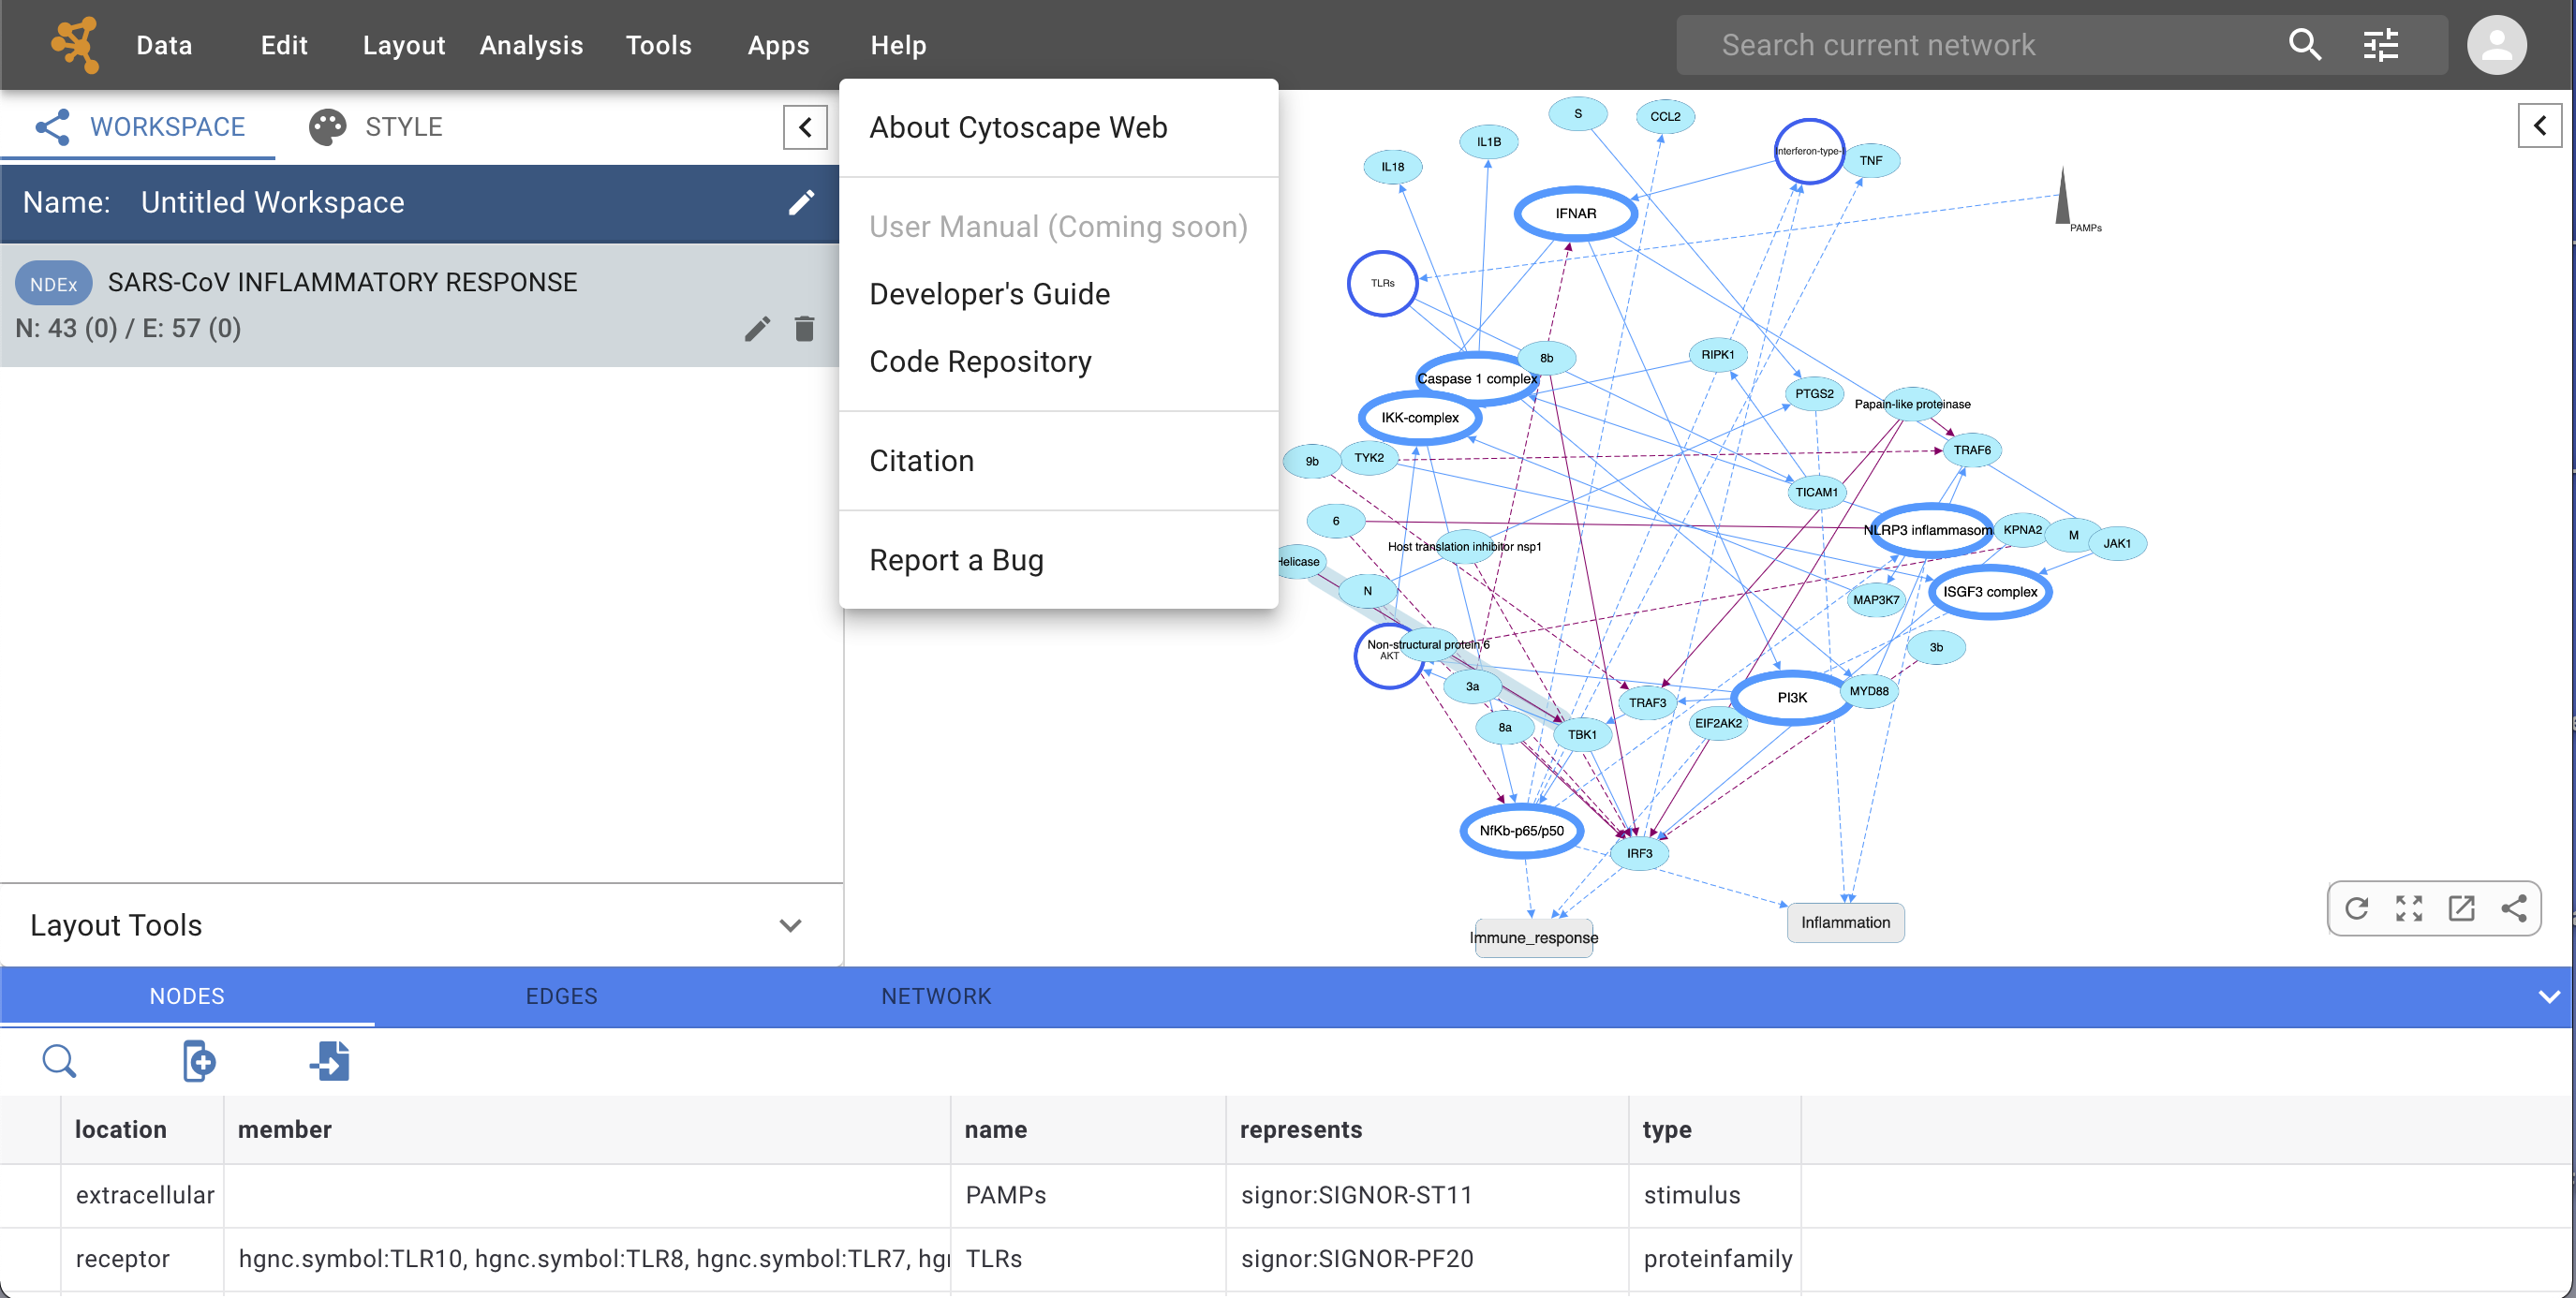 Data Edit Layout Analysis Tools Apps Help
Search current network
WORKSPACE STYLE
Name: Untitled Workspace
NDEx SARS-CoV INFLAMMATORY RESPONSE
N: 43 (0) / E: 57 (0)
About Cytoscape Web
User Manual (Coming soon)
Developer's Guide
Code Repository
Citation
Report a Bug
S
CCL2
IL1B
Interferon-type-
TNF
IL18
IFNAR
PAMPs
TLRs
8b
RIPK1
Caspase 1 complex
PTGS2
Papain-like proteinase
IKK-complex
TRAF6
9b
TYK2
TICAM1
6
NLRP3 inflammasom
KPNA2
M
JAK1
Host translation inhibitor nsp1
Helicase
N
MAP3K7
ISGF3 complex
Non-structural protein 6
AKT
3b
3a
TRAF3
PI3K
MYD88
8a
TBK1
EIF2AK2
NfKb-p65/p50
IRF3
Inflammation
Immune_response
Layout Tools
NODES EDGES NETWORK
location member name represents type
extracellular PAMPs signor:SIGNOR-ST11 stimulus
receptor hgnc.symbol:TLR10, hgnc.symbol:TLR8, hgnc.symbol:TLR7, hgn TLRs signor:SIGNOR-PF20 proteinfamily